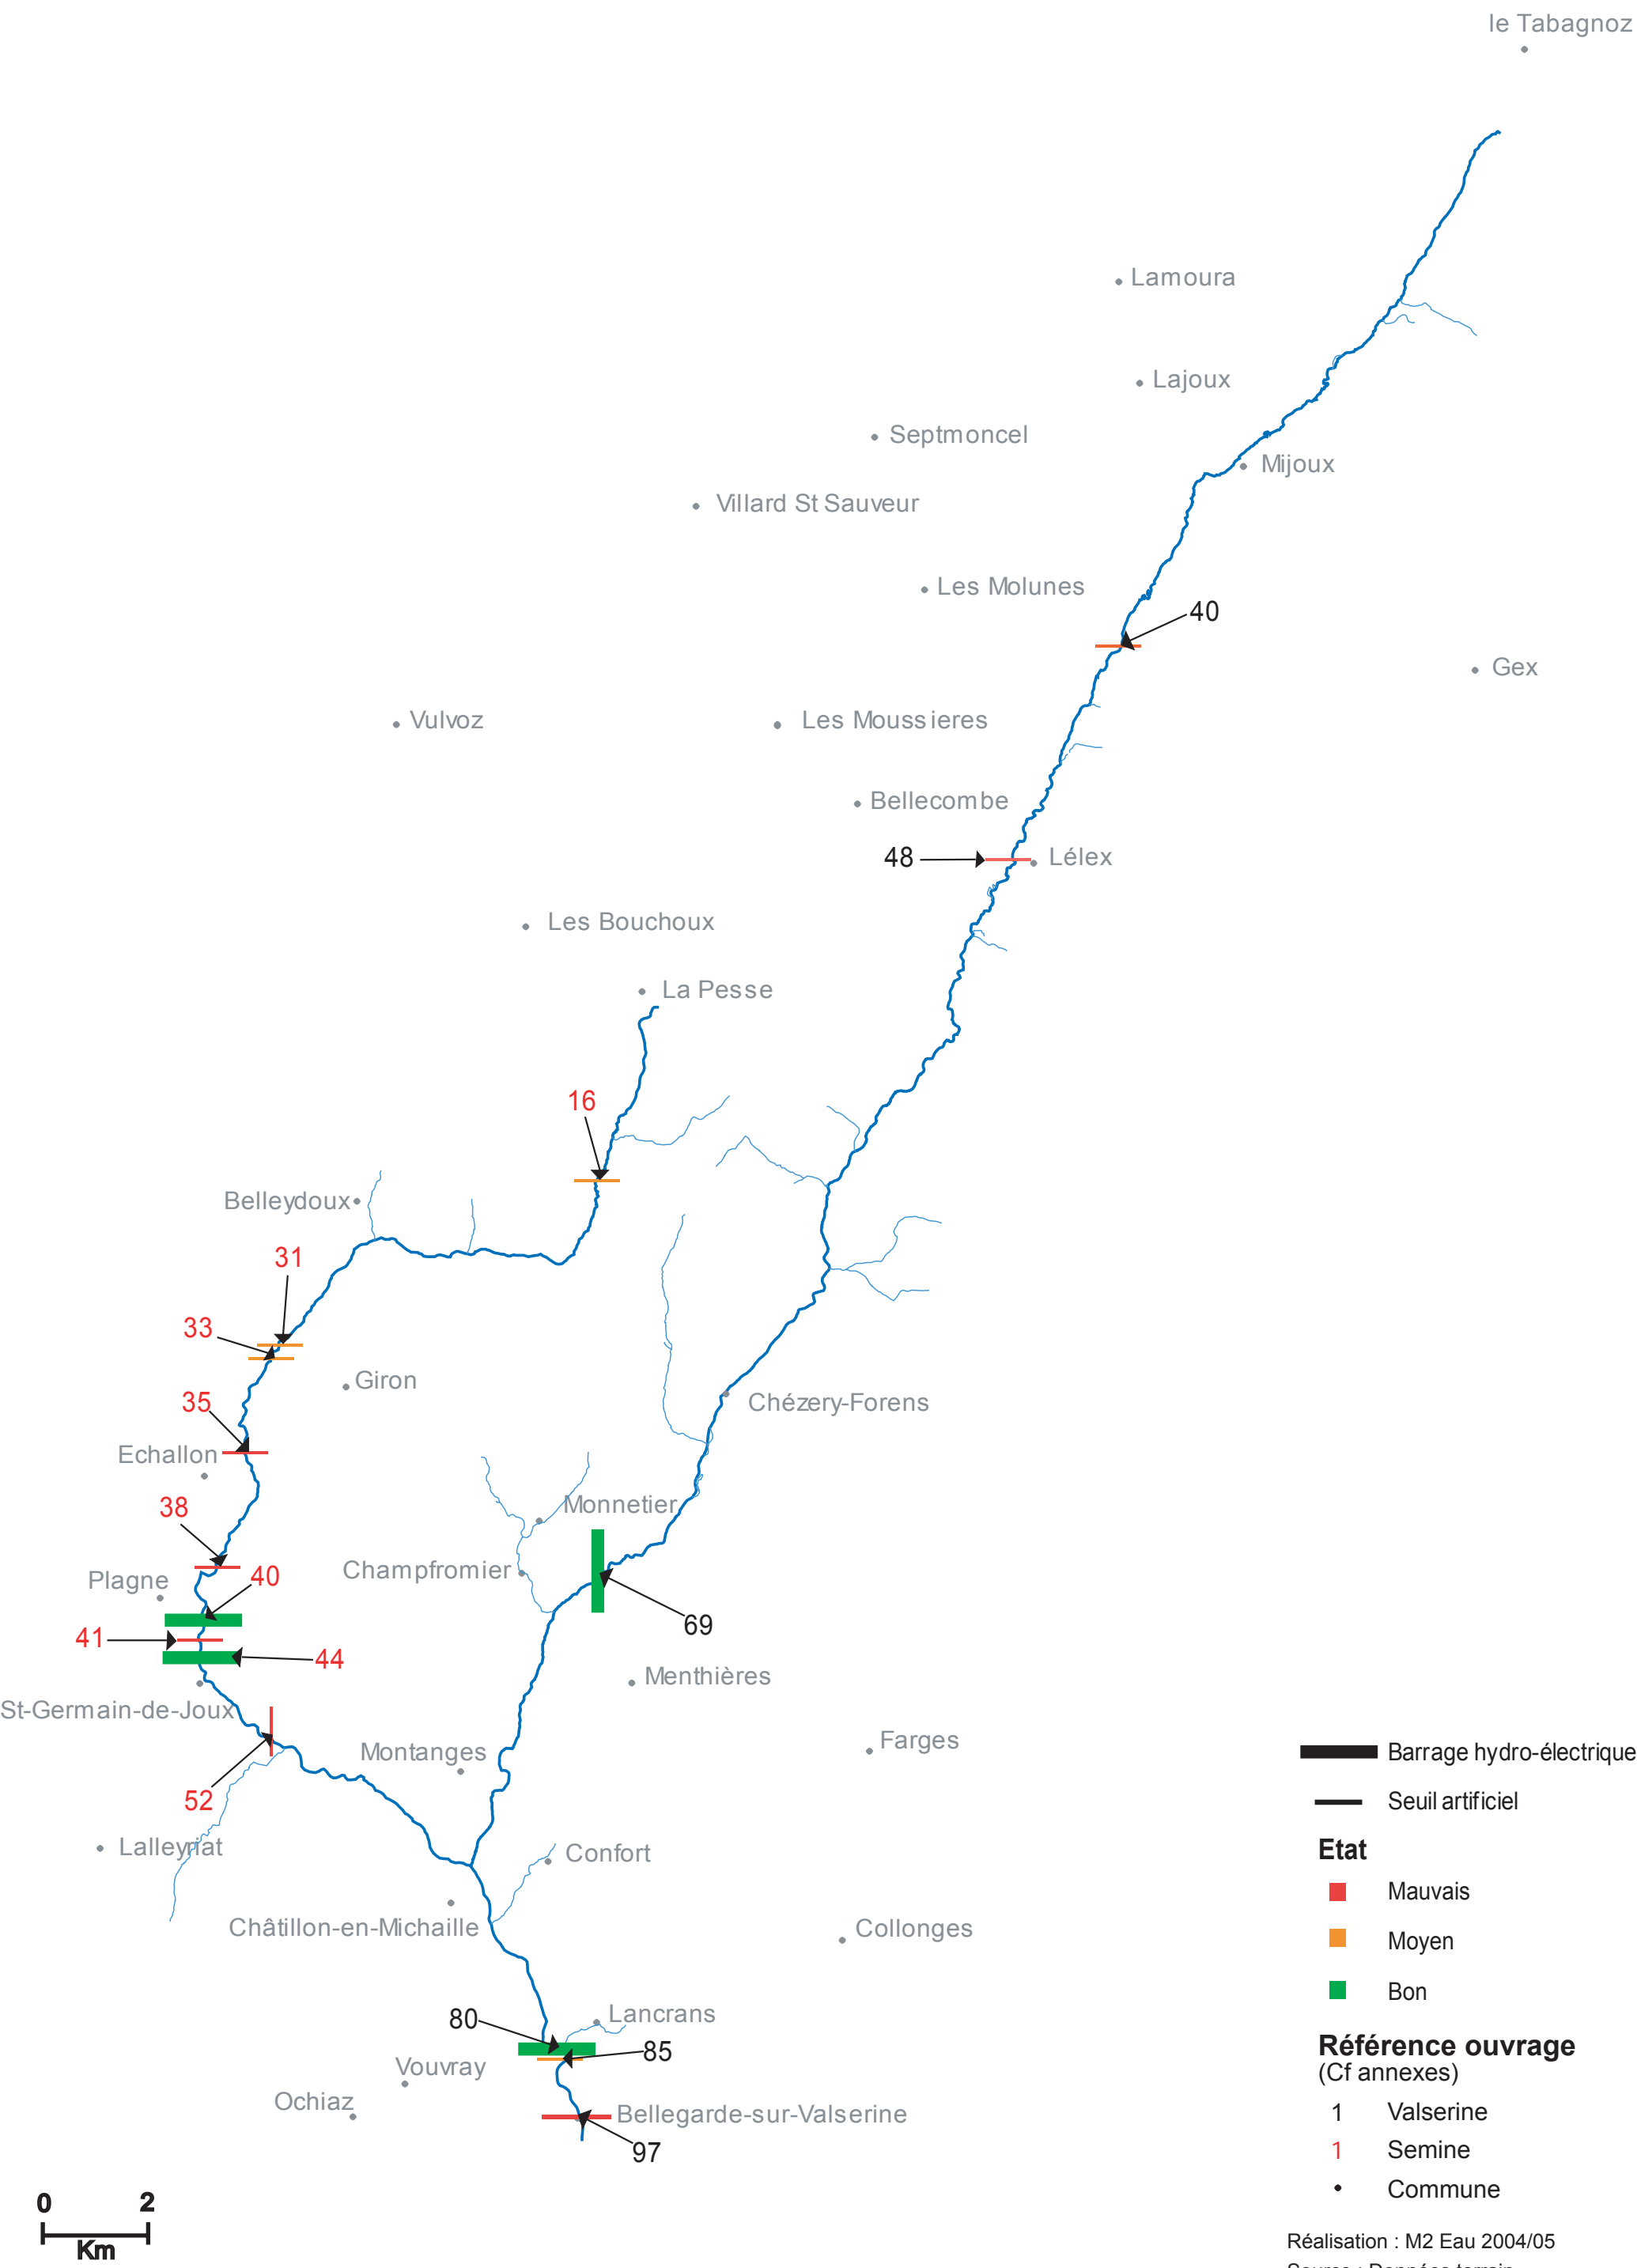 le Tabagnoz
Lamoura
Lajoux
Septmoncel
Mijoux
Villard St Sauveur
Les Molunes
40
Gex
Vulvoz
Les Moussieres
Bellecombe
48
Lélex
Les Bouchoux
La Pesse
16
Belleydoux
31
33
Giron
35
Chézery-Forens
Echallon
38
Monnetier
Champfromier
40
Plagne
69
41
44
Menthières
St-Germain-de-Joux
Farges
Montanges
52
Lalleyriat
Confort
Châtillon-en-Michaille
Collonges
Lancrans
80
85
Vouvray
Ochiaz
Bellegarde-sur-Valserine
97
Barrage hydro-électrique
Seuil artificiel
Etat
Mauvais
Moyen
Bon
Référence ouvrage
(Cf annexes)
1 Valserine
1 Semine
Commune
0 2
Km
Réalisation : M2 Eau 2004/05
Source : Données terrain